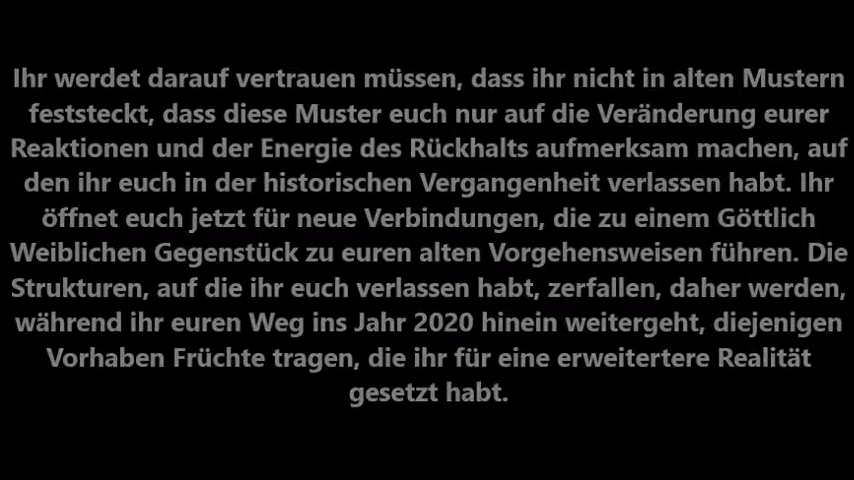 Ihr werdet darauf vertrauen müssen, dass ihr nicht in alten Mustern
feststeckt, dass diese Muster euch nur auf die Veränderung eurer
Reaktionen und der Energie des Rückhalts aufmerksam machen, auf
den ihr euch in der historischen Vergangenheit verlassen habt. Ihr
öffnet euch jetzt für neue Verbindungen, die zu einem Göttlich
Weiblichen Gegenstück zu euren alten Vorgehensweisen führen. Die
Strukturen, auf die ihr euch verlassen habt, zerfallen, daher werden,
während ihr euren Weg ins Jahr 2020 hinein weitergeht, diejenigen
Vorhaben Früchte tragen, die ihr für eine erweitertere Realität
gesetzt habt.